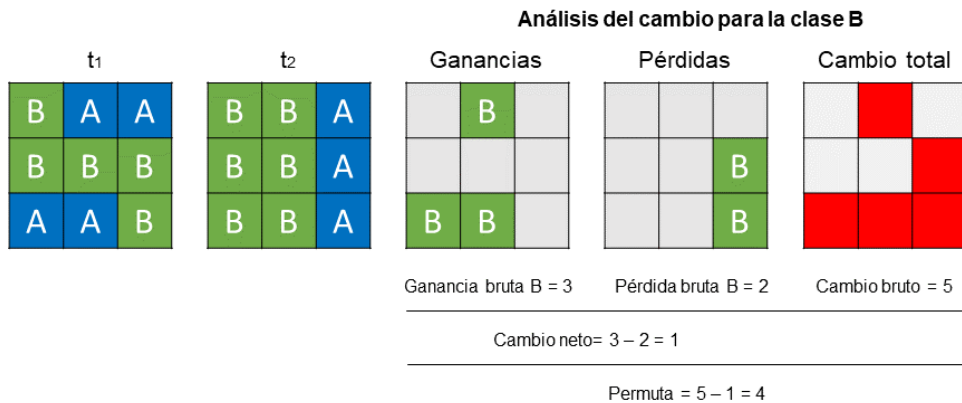 Análisis del cambio para la clase B
t1 t2 Ganancias Pérdidas Cambio total
B A A B B A B
B B B B B A B
A A B B B A B B B
Ganancia bruta B = 3 Pérdida bruta B = 2 Cambio bruto = 5
Cambio neto= 3 – 2 = 1
Permuta = 5 – 1 = 4